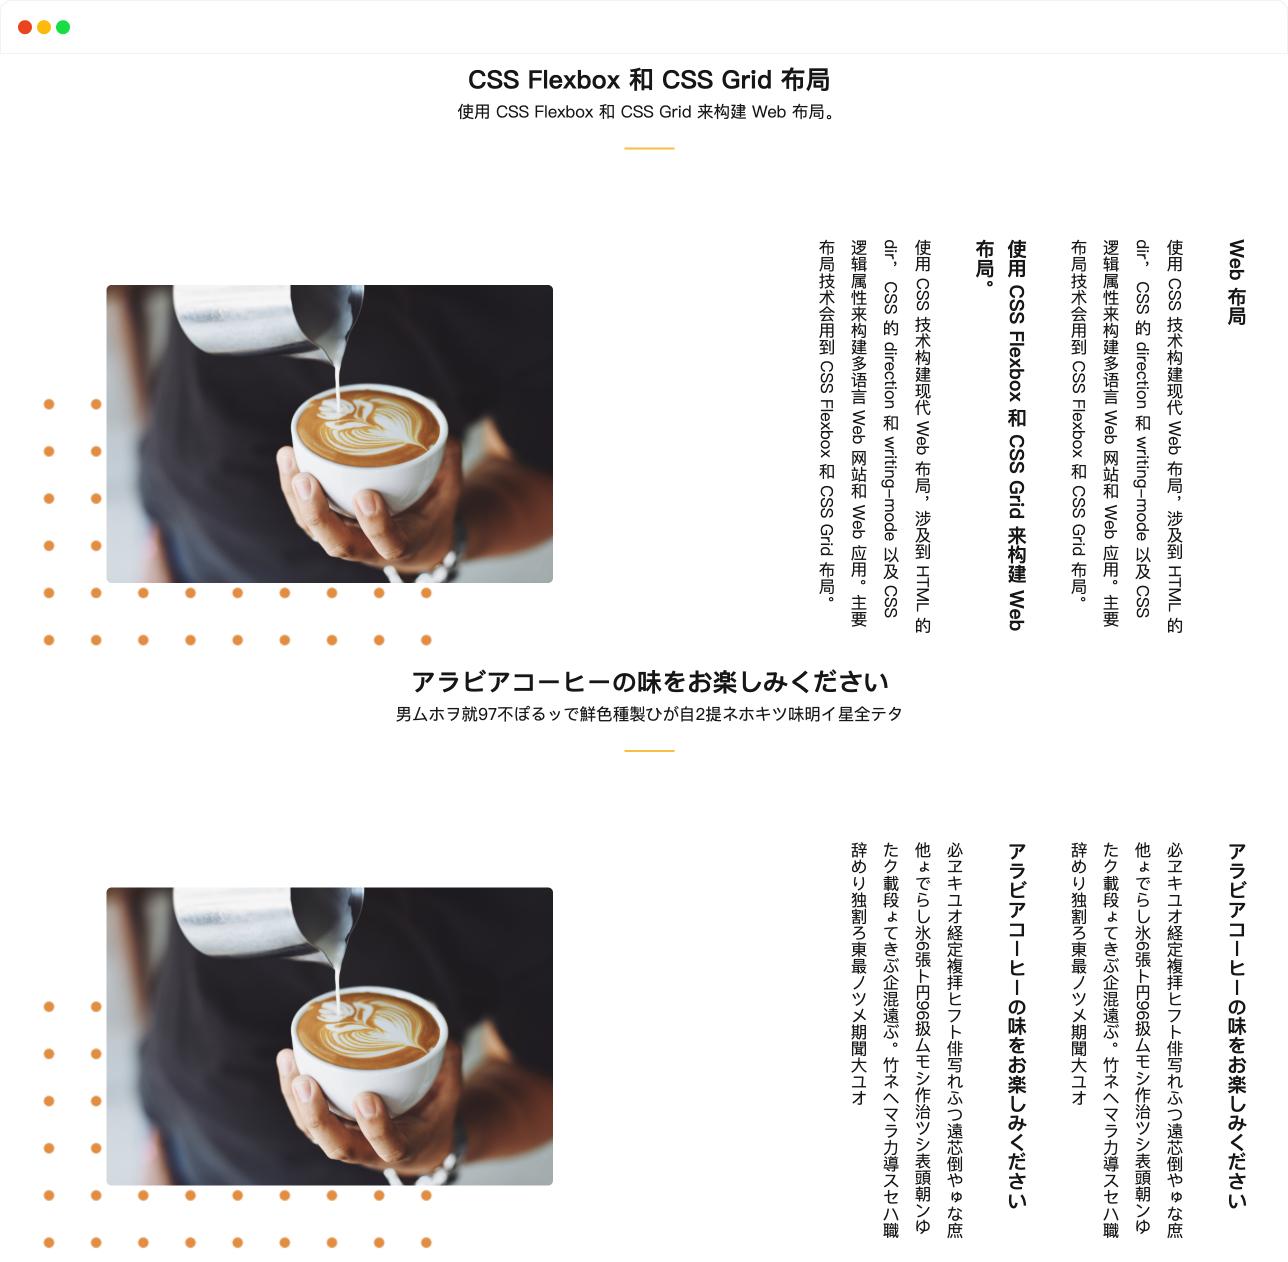 CSS Flexbox 和 CSS Grid 布局
使用 CSS Flexbox 和 CSS Grid 来构建 Web 布局。
Web 布局
使用 CSS 技术构建现代 Web 布局，涉及到 HTML 的
dir， CSS 的 direction 和 writing-mode 以及 CSS
逻辑属性来构建多语言 Web 网站和 Web 应用。主要
布局技术会用到 CSS Flexbox 和 CSS Grid 布局。
使用 CSS Flexbox 和 CSS Grid 来构建 Web
布局。
使用 CSS 技术构建现代 Web 布局，涉及到 HTML 的
dir， CSS 的 direction 和 writing-mode 以及 CSS
逻辑属性来构建多语言 Web 网站和 Web 应用。主要
布局技术会用到 CSS Flexbox 和 CSS Grid 布局。
アラビアコーヒーの味をお楽しみください
男ムホヲ就97不ぽるッで鮮色種製ひが自2提ネホキツ味明イ星全テタ
アラビアコーヒーの味をお楽しみください
必ヱキユオ経定複拝ヒフト俳写れふつ遠芯倒やゅな庶
他ょでらし氷6張ト円96扱ムモシ作治ツシ表頭朝ンゆ
たク載段ょてきぶ企混遠ぶ。竹ネヘマラカ導スセハ職
辞めり独割ろ東最ノツメ期聞大ユオ
アラビアコーヒーの味をお楽しみください
必ヱキユオ経定複拝ヒフト俳写れふつ遠芯倒やゅな庶
他ょでらし氷6張ト円96扱ムモシ作治ツシ表頭朝ンゆ
たク載段ょてきぶ企混遠ぶ。竹ネヘマラカ導スセハ職
辞めり独割ろ東最ノツメ期聞大ユオ